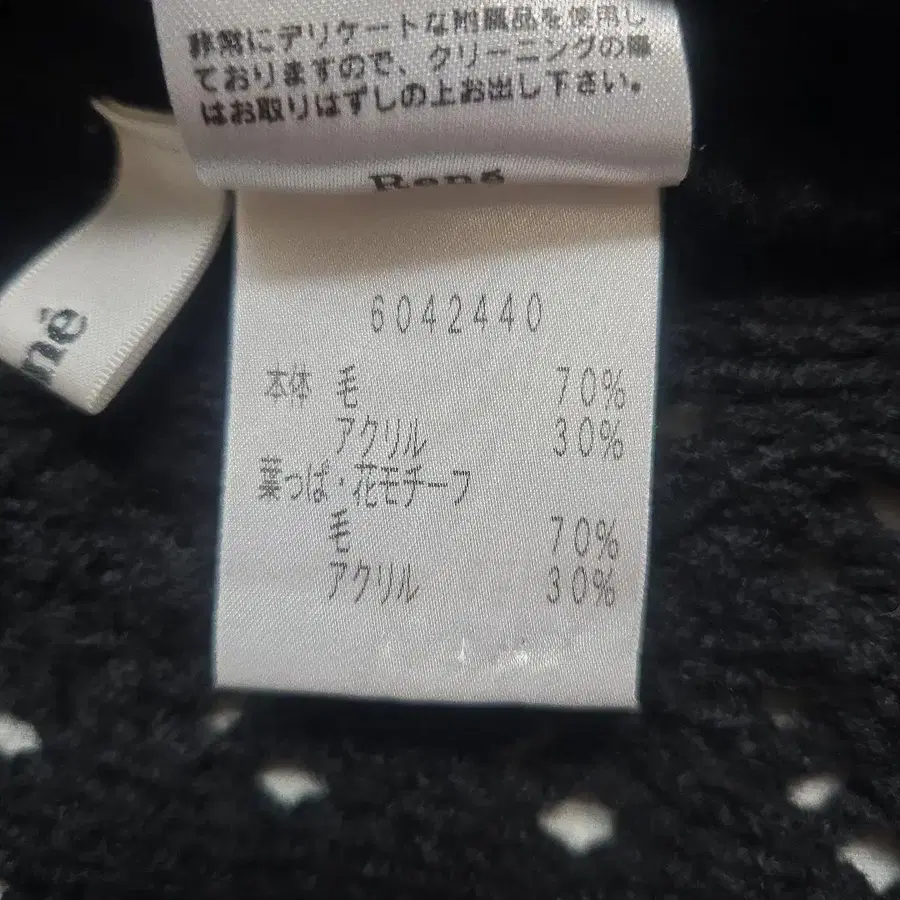 非常にデリケートな附属品を使用し
ておりますので、クリーニングの際
はお取りはずしの上お出し下さい。
René
né
6042440
本体 毛 70%
アクリル 30%
葉っぱ・花モチーフ
毛 70%
アクリル 30%